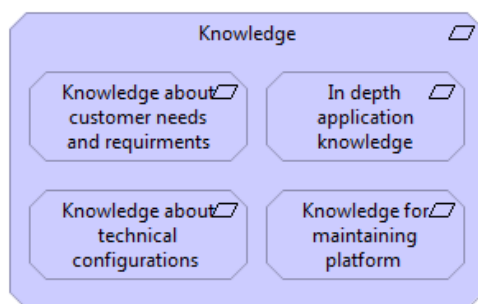 Knowledge
Knowledge about
customer needs
and requirments
In depth
application
knowledge
Knowledge about
technical
configurations
Knowledge for
maintaining
platform